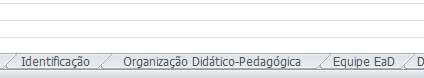 Identificação Organização Didático-Pedagógica Equipe EaD D